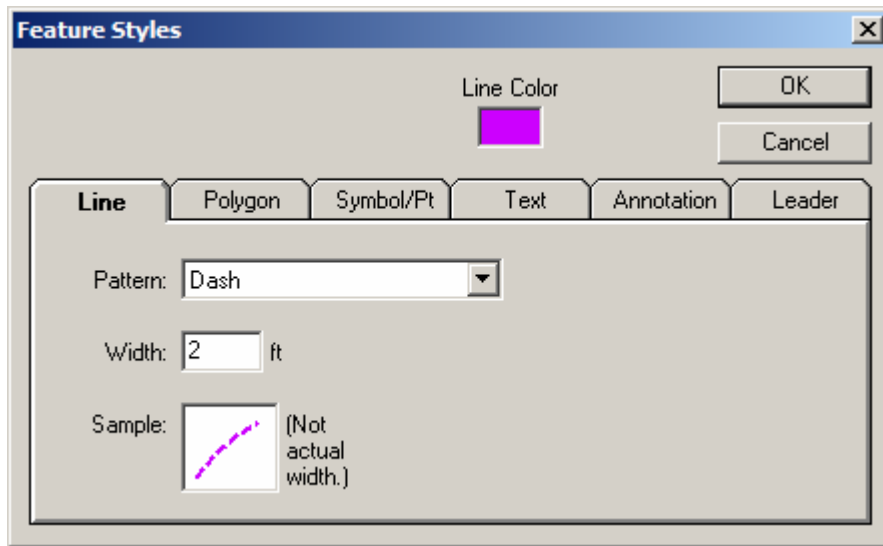 Feature Styles
Line Color
OK
Cancel
Line Polygon Symbol/Pt Text Annotation Leader
Pattern: Dash
Width: 2 ft
Sample: (Not
actual
width.)